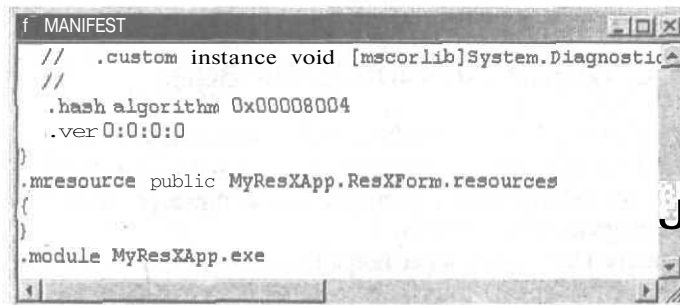 f MANIFEST
// .custom instance void [mscorlib]System.Diagnostic
//
.hash algorithm 0x00008004
.ver 0:0:0:0
}
.mresource public MyResXApp.ResXForm.resources
{
}
.module MyResXApp.exe
J